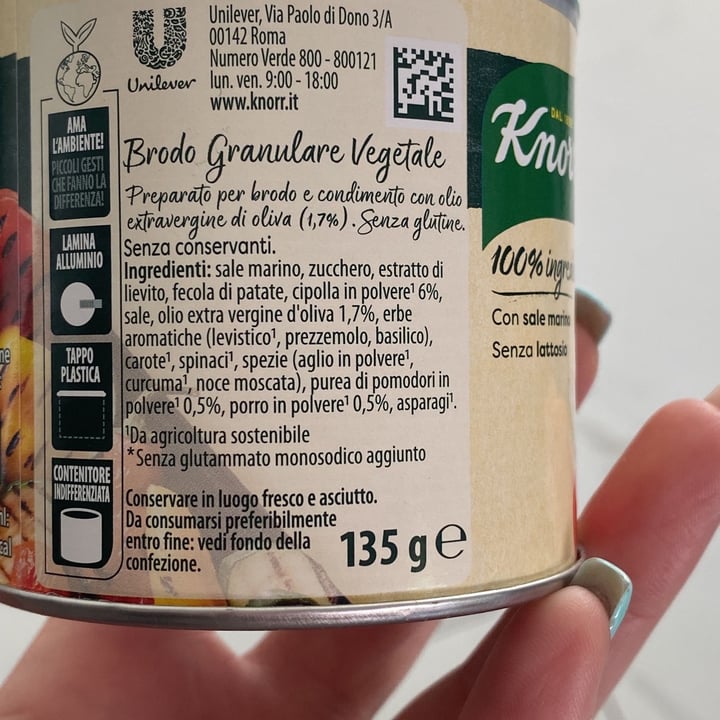 Unilever
Unilever, Via Paolo di Dono 3/A
00142 Roma
Numero Verde 800 - 800121
lun. ven. 9:00 - 18:00
www.knorr.it
AMA
L'AMBIENTE!
PICCOLI GESTI
CHE FANNO LA
DIFFERENZA!
LAMINA
ALLUMINIO
TAPPO
PLASTICA
CONTENITORE
INDIFFERENZIATA
Brodo Granulare Vegetale
Preparato per brodo e condimento con olio
extravergine di oliva (1,7%). Senza glutine.
Senza conservanti.
Ingredienti: sale marino, zucchero, estratto di
lievito, fecola di patate, cipolla in polvere¹ 6%,
sale, olio extra vergine d'oliva 1,7%, erbe
aromatiche (levistico¹, prezzemolo, basilico),
carote¹, spinaci¹, spezie (aglio in polvere¹,
curcuma¹, noce moscata), purea di pomodori in
polvere¹ 0,5%, porro in polvere¹ 0,5%, asparagi¹.
¹Da agricoltura sostenibile
*Senza glutammato monosodico aggiunto
Conservare in luogo fresco e asciutto.
Da consumarsi preferibilmente
entro fine: vedi fondo della
confezione.
135 g ℮
DAL
Knor
100% ingre
Con sale marino
Senza lattosio